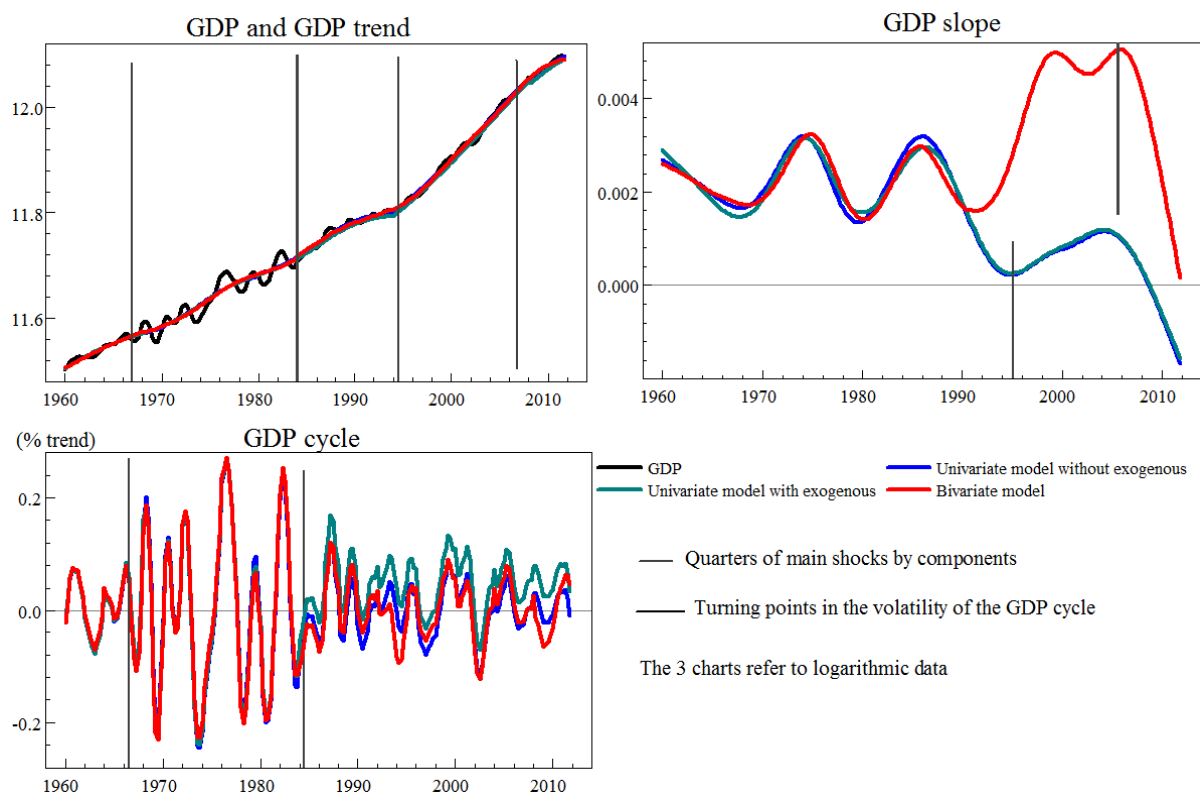 GDP and GDP trend
12.0
11.8
11.6
1960 1970 1980 1990 2000 2010
GDP slope
0.004
0.002
0.000
1960 1970 1980 1990 2000 2010
(% trend)
GDP cycle
0.2
0.0
-0.2
1960 1970 1980 1990 2000 2010
GDP
Univariate model without exogenous
Univariate model with exogenous
Bivariate model
Quarters of main shocks by components
Turning points in the volatility of the GDP cycle
The 3 charts refer to logarithmic data